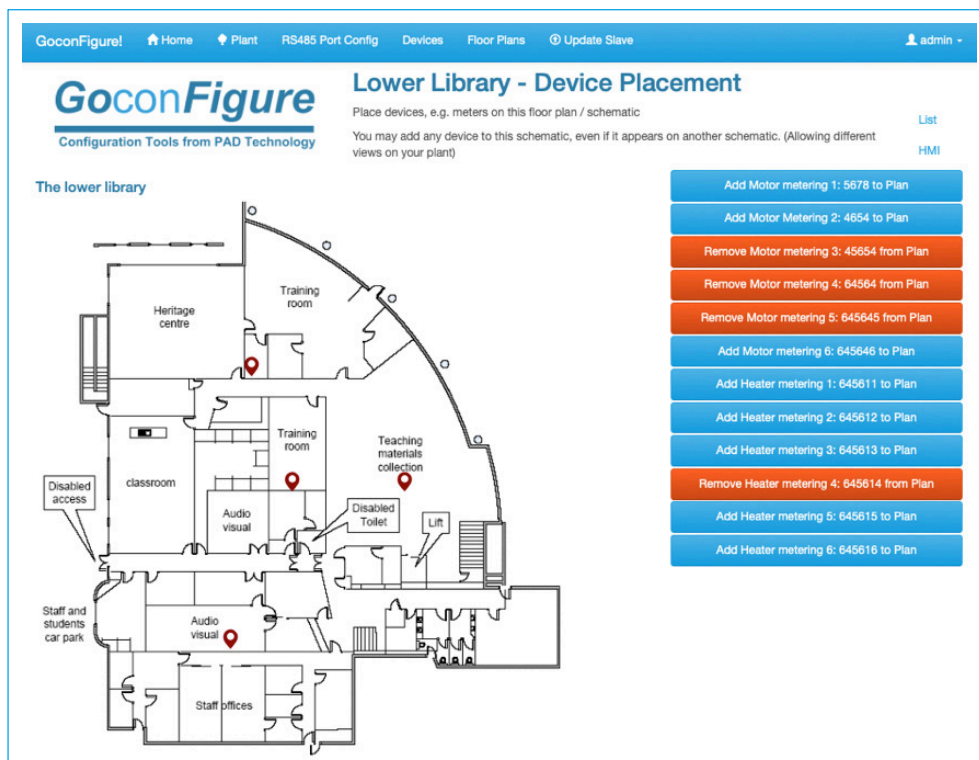 GoconFigure! Home Plant RS485 Port Config Devices Floor Plans Update Slave admin
GoconFigure
Configuration Tools from PAD Technology
Lower Library - Device Placement
Place devices, e.g. meters on this floor plan / schematic
You may add any device to this schematic, even if it appears on another schematic. (Allowing different
views on your plant)
List
HMI
The lower library
Training
room
Heritage
centre
Training
room
Teaching
materials
collection
Disabled
access
classroom
Audio
visual
Disabled
Toilet
Lift
Staff and
students
car park
Audio
visual
Staff offices
Add Motor metering 1: 5678 to Plan
Add Motor Metering 2: 4654 to Plan
Remove Motor metering 3: 45654 from Plan
Remove Motor metering 4: 64564 from Plan
Remove Motor metering 5: 645645 from Plan
Add Motor metering 6: 645646 to Plan
Add Heater metering 1: 645611 to Plan
Add Heater metering 2: 645612 to Plan
Add Heater metering 3: 645613 to Plan
Remove Heater metering 4: 645614 from Plan
Add Heater metering 5: 645615 to Plan
Add Heater metering 6: 645616 to Plan